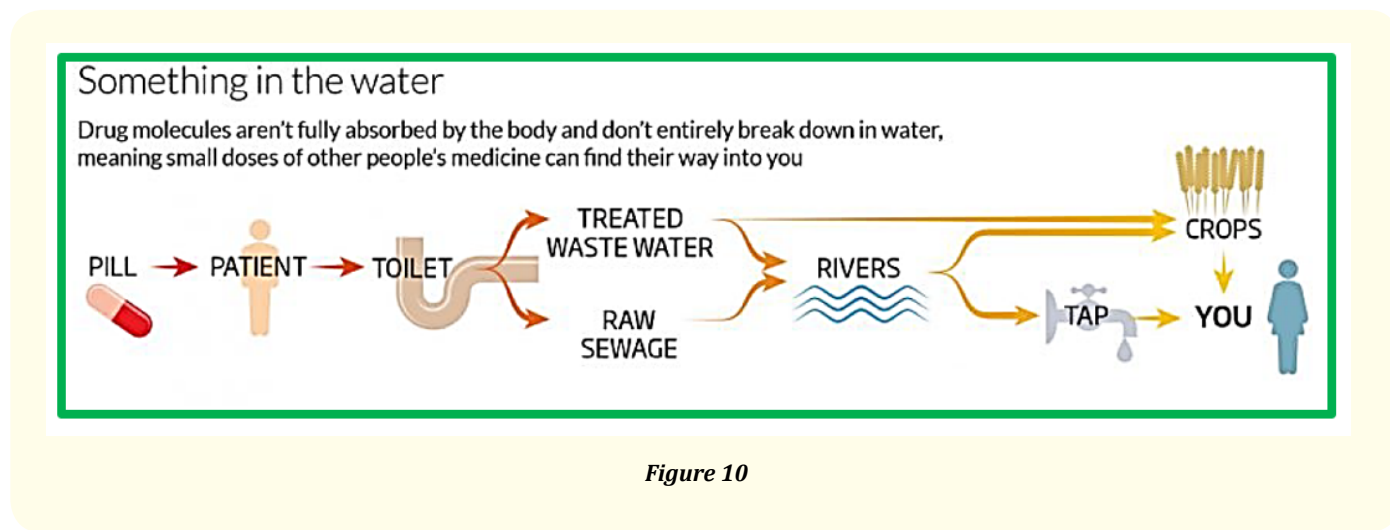 Something in the water
Drug molecules aren't fully absorbed by the body and don't entirely break down in water,
meaning small doses of other people's medicine can find their way into you
PILL
PATIENT
TOILET
TREATED
WASTE WATER
RAW
SEWAGE
RIVERS
CROPS
TAP
YOU
Figure 10